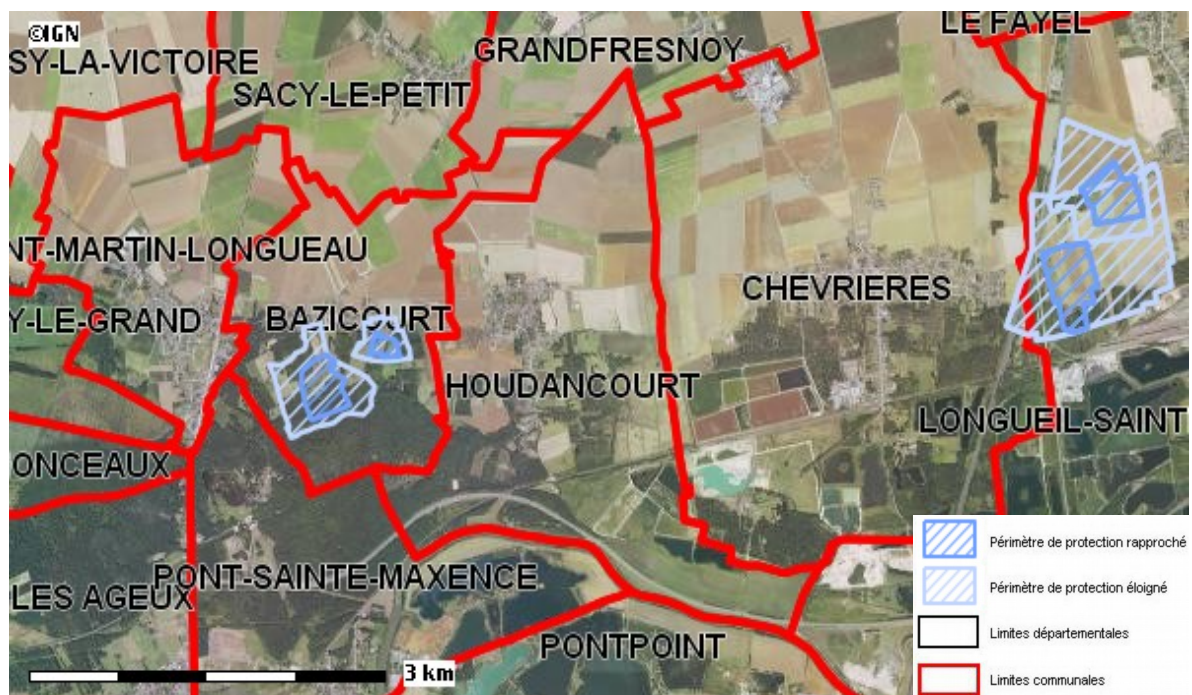 ©IGN
LE FAYEL
SY-LA-VICTOIRE
GRANDFRESNOY
SACY-LE-PETIT
NT-MARTIN-LONGUEAU
CHEVRIERES
Y-LE-GRAND
BAZICOURT
HOUDANCOURT
LONGUEIL-SAINT
ONCEAUX
LES AGEUX
PONT-SAINTE-MAXENCE
PONTPOINT
3 km
Périmètre de protection rapproché
Périmètre de protection éloigné
Limites départementales
Limites communales